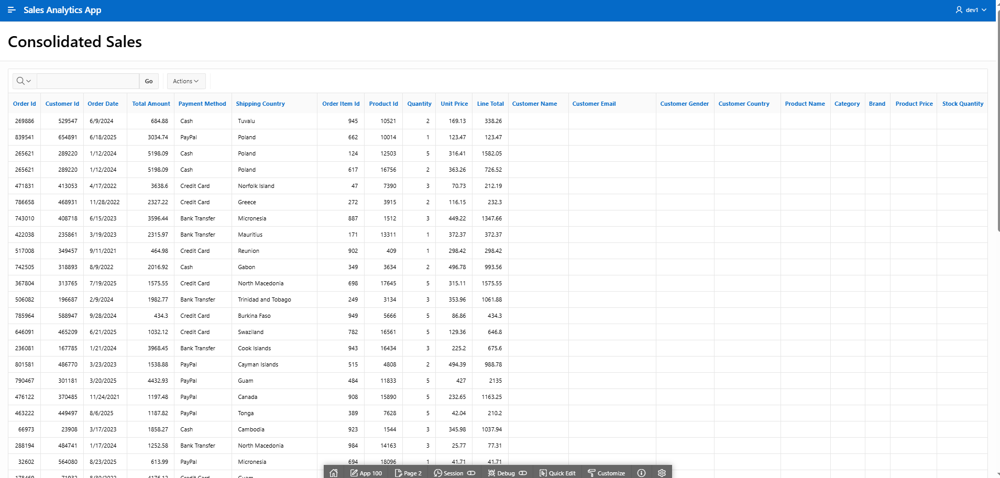 Sales Analytics App
dev1
Consolidated Sales
Go
Actions
Order Id Customer Id Order Date Total Amount Payment Method Shipping Country Order Item Id Product Id Quantity Unit Price Line Total Customer Name Customer Email Customer Gender Customer Country Product Name Category Brand Product Price Stock Quantity
269886 529547 6/9/2024 684.88 Cash Tuvalu 945 10521 2 169.13 338.26
839541 654891 6/18/2025 3034.74 PayPal Poland 662 10014 1 123.47 123.47
265621 289220 1/12/2024 5198.09 Cash Poland 124 12503 5 316.41 1582.05
265621 289220 1/12/2024 5198.09 Cash Poland 617 16756 2 363.26 726.52
471831 413053 4/17/2022 3638.6 Credit Card Norfolk Island 47 7390 3 70.73 212.19
786658 468931 11/28/2022 2327.22 Credit Card Greece 272 3915 2 116.15 232.3
743010 408718 6/15/2023 3596.44 Bank Transfer Micronesia 887 1512 3 449.22 1347.66
422038 235861 3/19/2023 2315.97 Bank Transfer Mauritius 171 13311 1 372.37 372.37
517008 349457 9/11/2021 464.98 Credit Card Reunion 902 409 1 298.42 298.42
742505 318893 8/9/2022 2016.92 Cash Gabon 349 3634 2 496.78 993.56
367804 313765 7/19/2025 1575.55 Credit Card North Macedonia 698 17645 5 315.11 1575.55
506082 196687 2/9/2024 1982.77 Bank Transfer Trinidad and Tobago 249 3134 3 353.96 1061.88
785964 588947 9/28/2024 434.3 Credit Card Burkina Faso 949 5666 5 86.86 434.3
646091 465209 6/21/2025 1032.12 Credit Card Swaziland 782 16561 5 129.36 646.8
236081 167785 1/21/2024 3968.45 Bank Transfer Cook Islands 943 16434 3 225.2 675.6
801581 486770 3/23/2023 1538.88 PayPal Cayman Islands 515 4808 2 494.39 988.78
790467 301181 3/20/2025 4432.93 PayPal Guam 484 11833 5 427 2135
476122 370485 11/24/2021 1197.48 PayPal Canada 908 15890 5 232.65 1163.25
463222 449497 8/6/2025 1187.82 PayPal Tonga 389 7628 5 42.04 210.2
66973 23908 3/17/2023 1858.27 Cash Cambodia 923 1544 3 345.98 1037.94
288194 484741 1/17/2024 1252.58 Bank Transfer North Macedonia 984 14163 3 25.77 77.31
32602 564080 8/23/2025 613.99 PayPal Micronesia 694 18096 1 41.71 41.71
178469 71932 8/30/2022 4176.12 Credit Card Guam
App 100 Page 2 Session Debug Quick Edit Customize